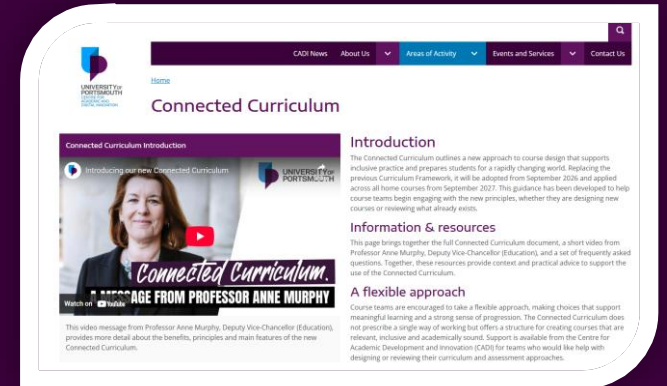 CADI News About Us Areas of Activity Events and Services Contact Us
UNIVERSITY OF
PORTSMOUTH
CENTRE FOR
ACADEMIC AND
DIGITAL INNOVATION
Home
Connected Curriculum
Connected Curriculum Introduction
Introducing our new Connected Curriculum
UNIVERSITY OF
PORTSMOUTH
Connected Curriculum.
A MESSAGE FROM PROFESSOR ANNE MURPHY
Watch on YouTube
This video message from Professor Anne Murphy, Deputy Vice-Chancellor (Education),
provides more detail about the benefits, principles and main features of the new
Connected Curriculum.
Introduction
The Connected Curriculum outlines a new approach to course design that supports
inclusive practice and prepares students for a rapidly changing world. Replacing the
previous Curriculum Framework, it will be adopted from September 2026 and applied
across all home courses from September 2027. This guidance has been developed to help
course teams begin engaging with the new principles, whether they are designing new
courses or reviewing what already exists.
Information & resources
This page brings together the full Connected Curriculum document, a short video from
Professor Anne Murphy, Deputy Vice-Chancellor (Education), and a set of frequently asked
questions. Together, these resources provide context and practical advice to support the
use of the Connected Curriculum.
A flexible approach
Course teams are encouraged to take a flexible approach, making choices that support
meaningful learning and a strong sense of progression. The Connected Curriculum does
not prescribe a single way of working but offers a structure for creating courses that are
relevant, inclusive and academically sound. Support is available from the Centre for
Academic Development and Innovation (CADI) for teams who would like help with
designing or reviewing their curriculum and assessment approaches.